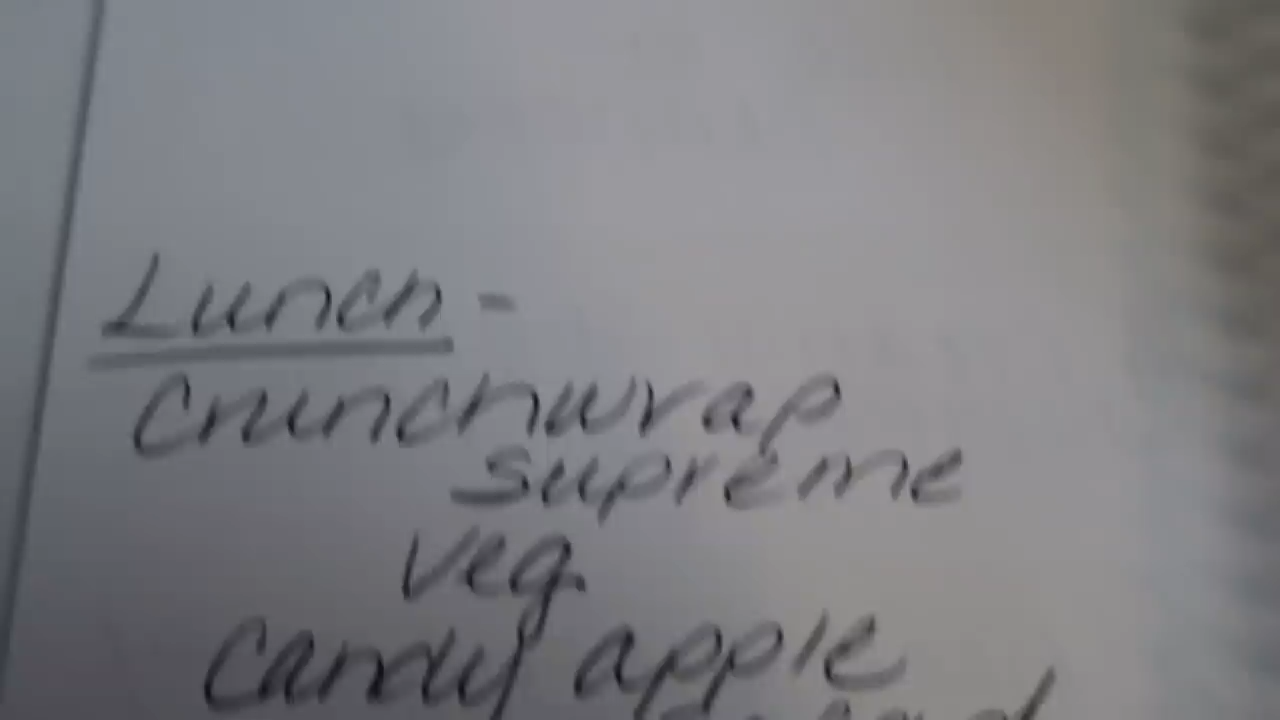 Lunch -
Crunchwrap
supreme
veg.
Candy apple